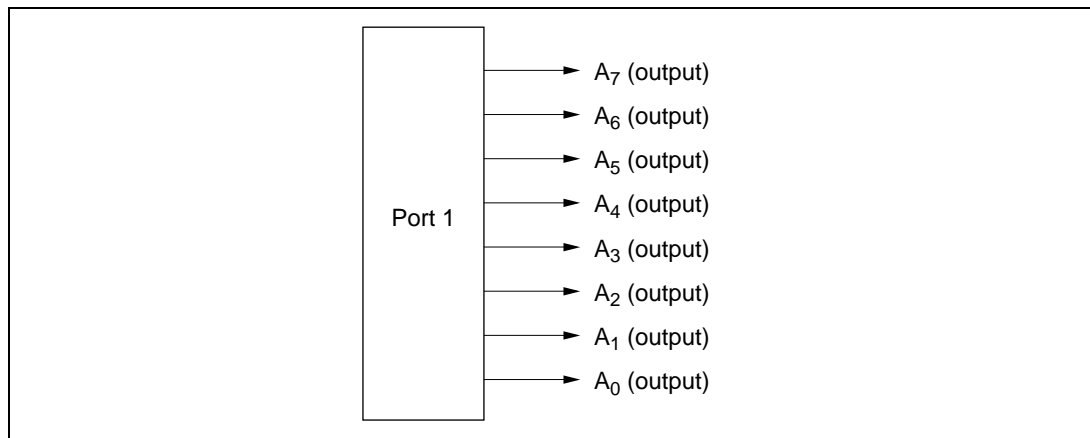 A7 (output)
A6 (output)
A5 (output)
A4 (output)
Port 1
A3 (output)
A2 (output)
A1 (output)
A0 (output)